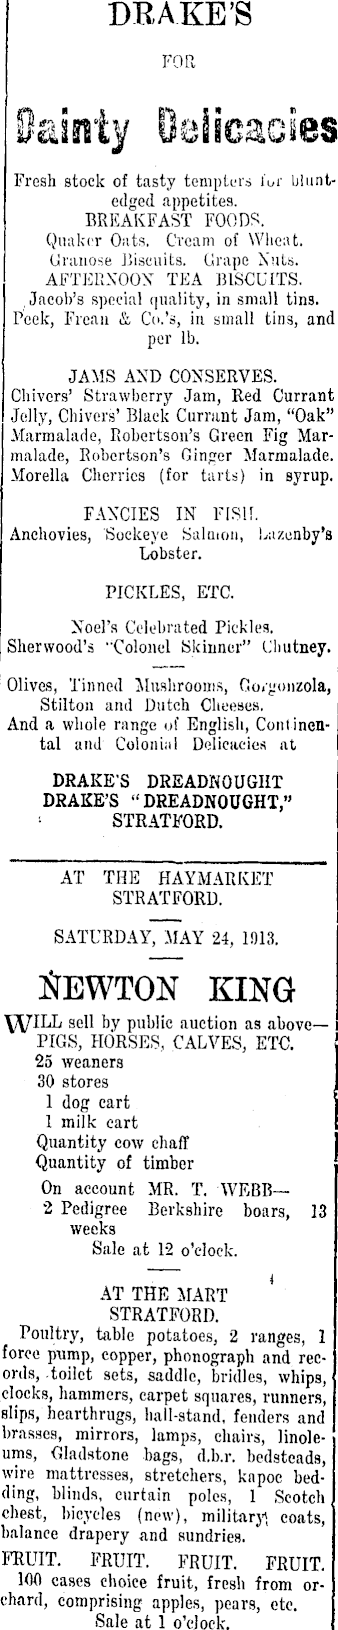 DRAKE'S
FOR
Dainty Delicacies
Fresh stock of tasty tempters for blunt-
edged appetites.
BREAKFAST FOODS.
Quaker Oats. Cream of Wheat.
Granose Biscuits. Grape Nuts.
AFTERNOON TEA BISCUITS.
Jacob's special quality, in small tins.
Peek, Frean & Co.'s, in small tins, and
per lb.
JAMS AND CONSERVES.
Chivers' Strawberry Jam, Red Currant
Jelly, Chivers' Black Currant Jam, "Oak"
Marmalade, Robertson's Green Fig Mar-
malade, Robertson's Ginger Marmalade.
Morella Cherries (for tarts) in syrup.
FANCIES IN FISH.
Anchovies, Sockeye Salmon, Lazenby's
Lobster.
PICKLES, ETC.
Noel's Celebrated Pickles.
Sherwood's "Colonel Skinner" Chutney.
Olives, Tinned Mushrooms, Gorgonzola,
Stilton and Dutch Cheeses.
And a whole range of English, Continen-
tal and Colonial Delicacies at
DRAKE'S DREADNOUGHT
DRAKE'S "DREADNOUGHT,"
STRATFORD.
AT THE HAYMARKET
STRATFORD.
SATURDAY, MAY 24, 1913.
NEWTON KING
WILL sell by public auction as above—
PIGS, HORSES, CALVES, ETC.
25 weaners
30 stores
1 dog cart
1 milk cart
Quantity cow chaff
Quantity of timber
On account MR. T. WEBB—
2 Pedigree Berkshire boars, 13
weeks
Sale at 12 o'clock.
AT THE MART
STRATFORD.
Poultry, table potatoes, 2 ranges, 1
force pump, copper, phonograph and rec-
ords, toilet sets, saddle, bridles, whips,
clocks, hammers, carpet squares, runners,
slips, hearthrugs, hall-stand, fenders and
brasses, mirrors, lamps, chairs, linole-
ums, Gladstone bags, d.b.r. bedsteads,
wire mattresses, stretchers, kapoc bed-
ding, blinds, curtain poles, 1 Scotch
chest, bicycles (new), military coats,
balance drapery and sundries.
FRUIT. FRUIT. FRUIT. FRUIT.
100 cases choice fruit, fresh from or-
chard, comprising apples, pears, etc.
Sale at 1 o'clock.